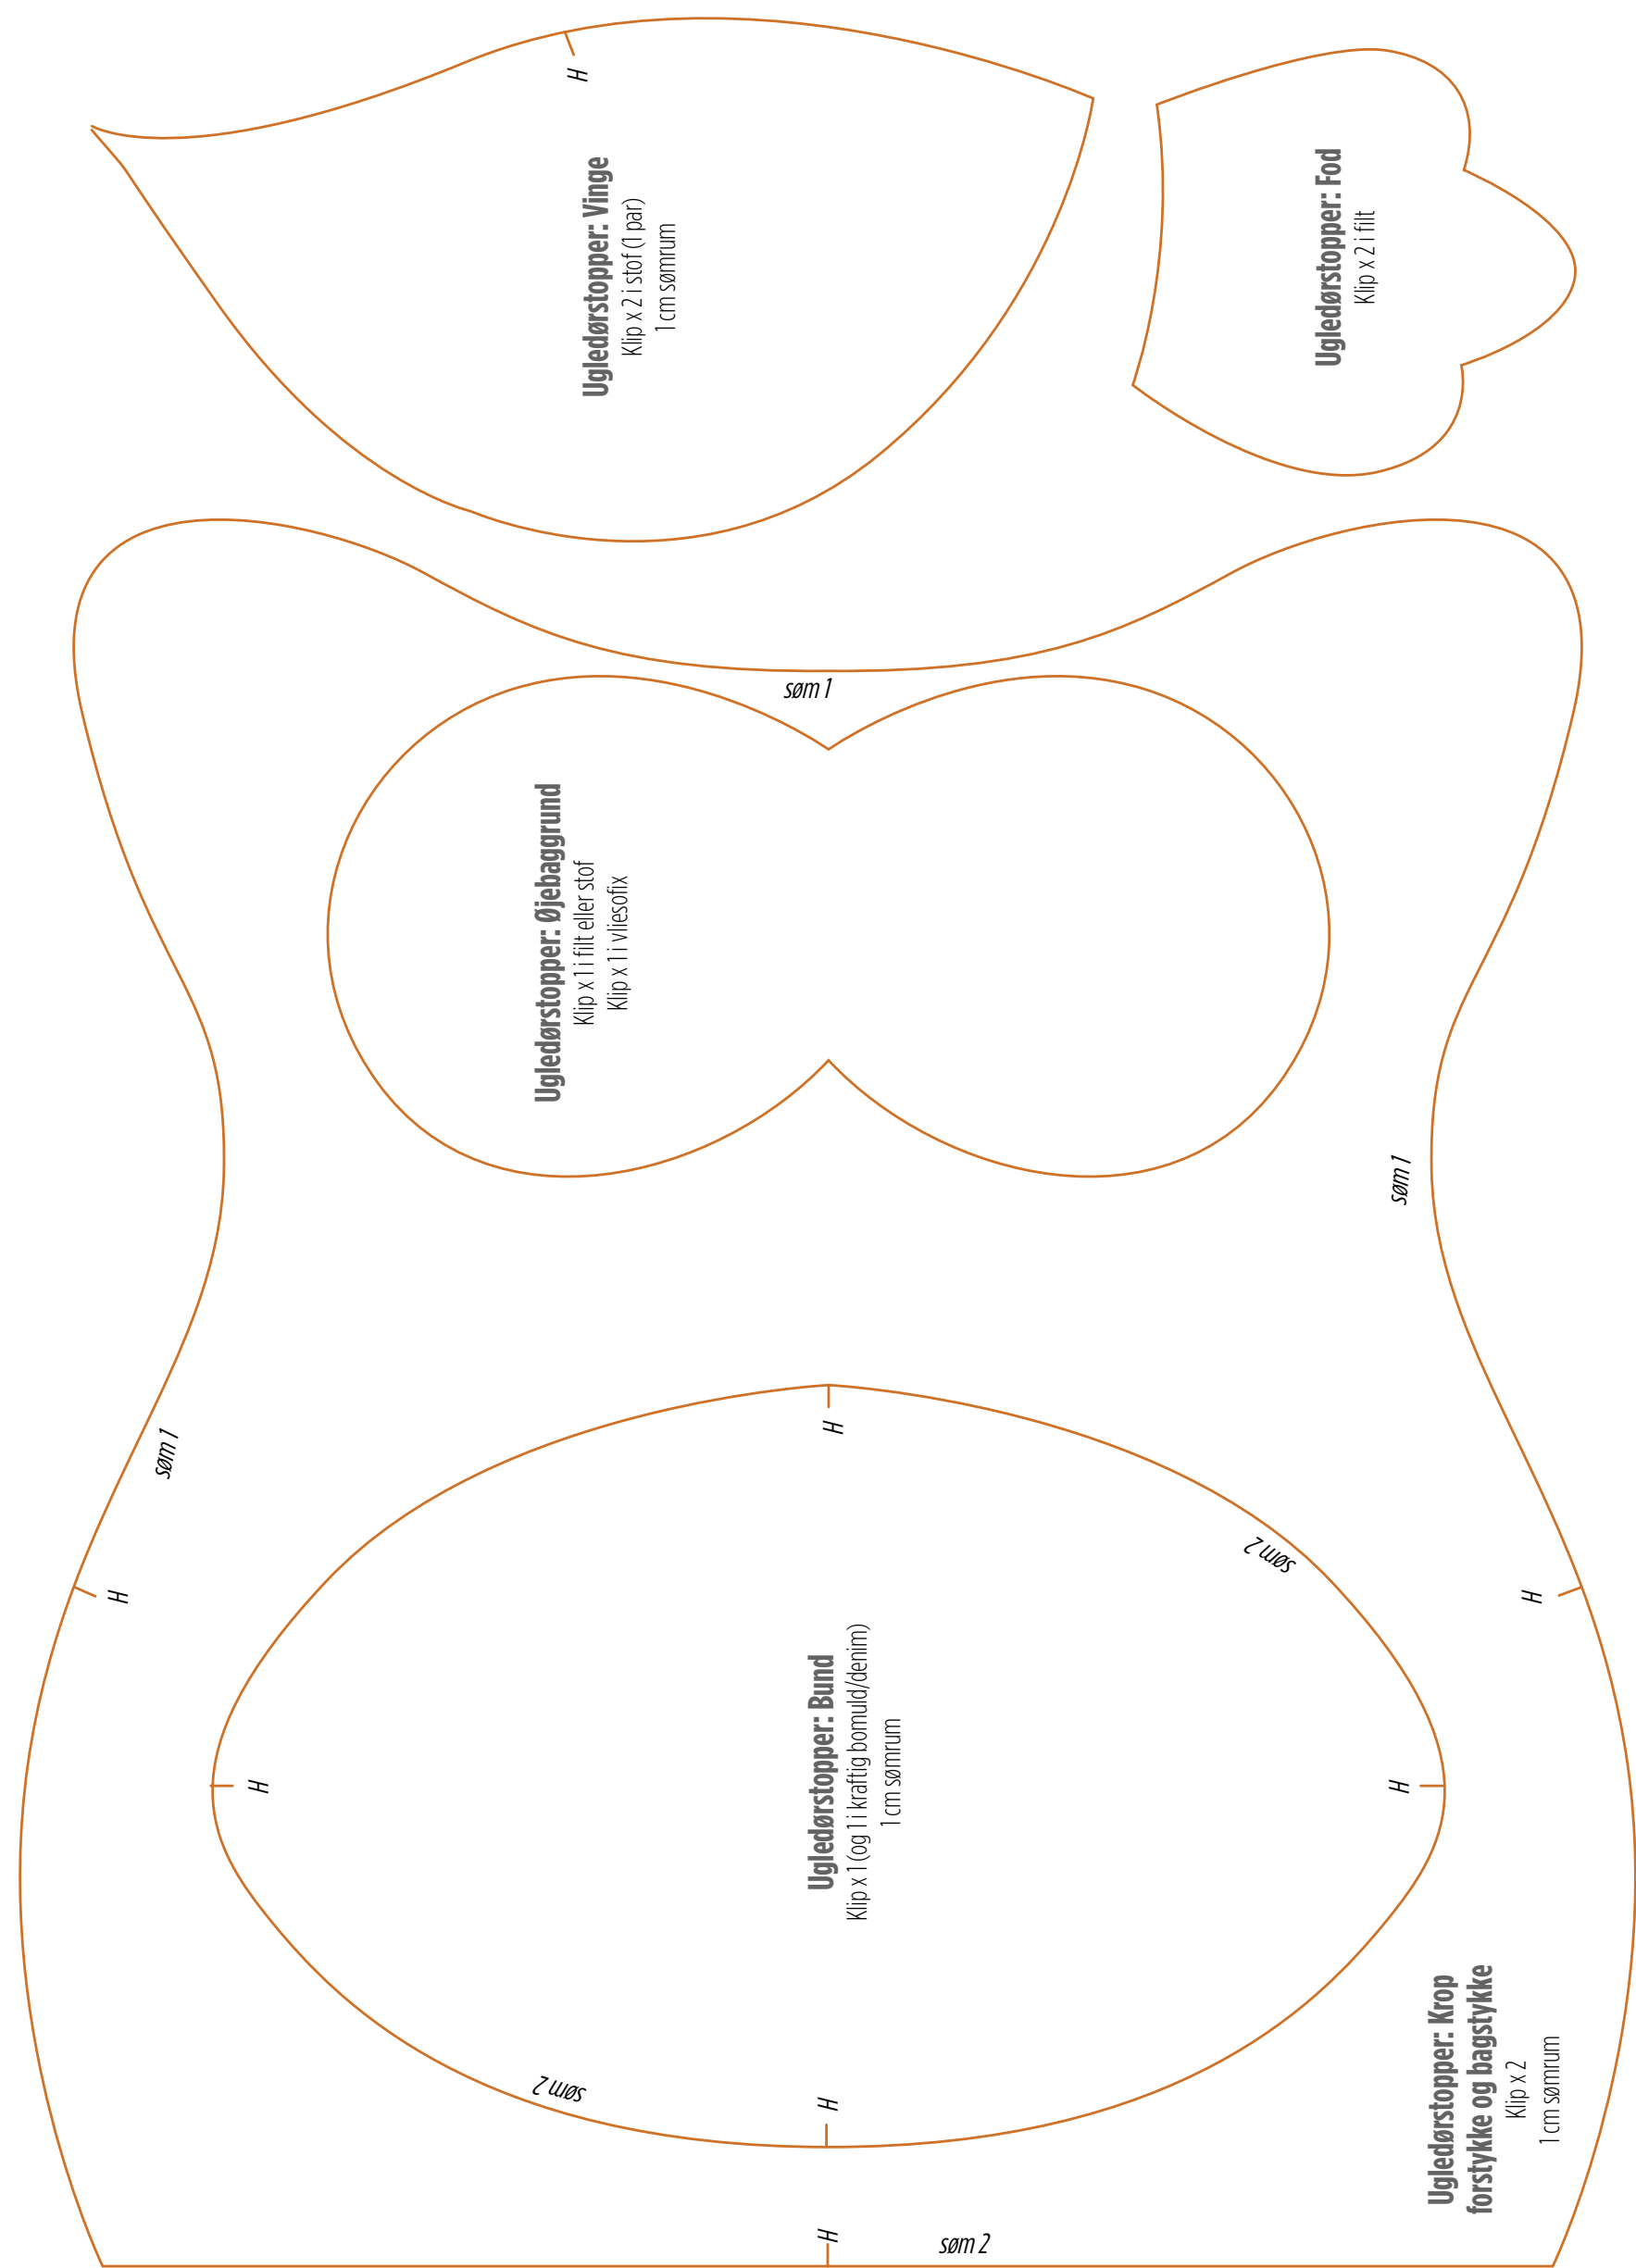 H
Ugledørstopper: Vinge
Klip x 2 i stof (1 par)
1 cm sømrum
Ugledørstopper: Fod
Klip x 2 i filt
søm 1
Ugledørstopper: Øjebaggrund
Klip x 1 i filt eller stof
Klip x 1 i vliesofix
søm 1
søm 1
H
H
H
søm 2
Ugledørstopper: Bund
Klip x 1 (og 1 i kraftig bomuld/denim)
1 cm sømrum
H
H
søm 2
H
Ugledørstopper: Krop
forstykke og bagstykke
Klip x 2
1 cm sømrum
H
søm 2